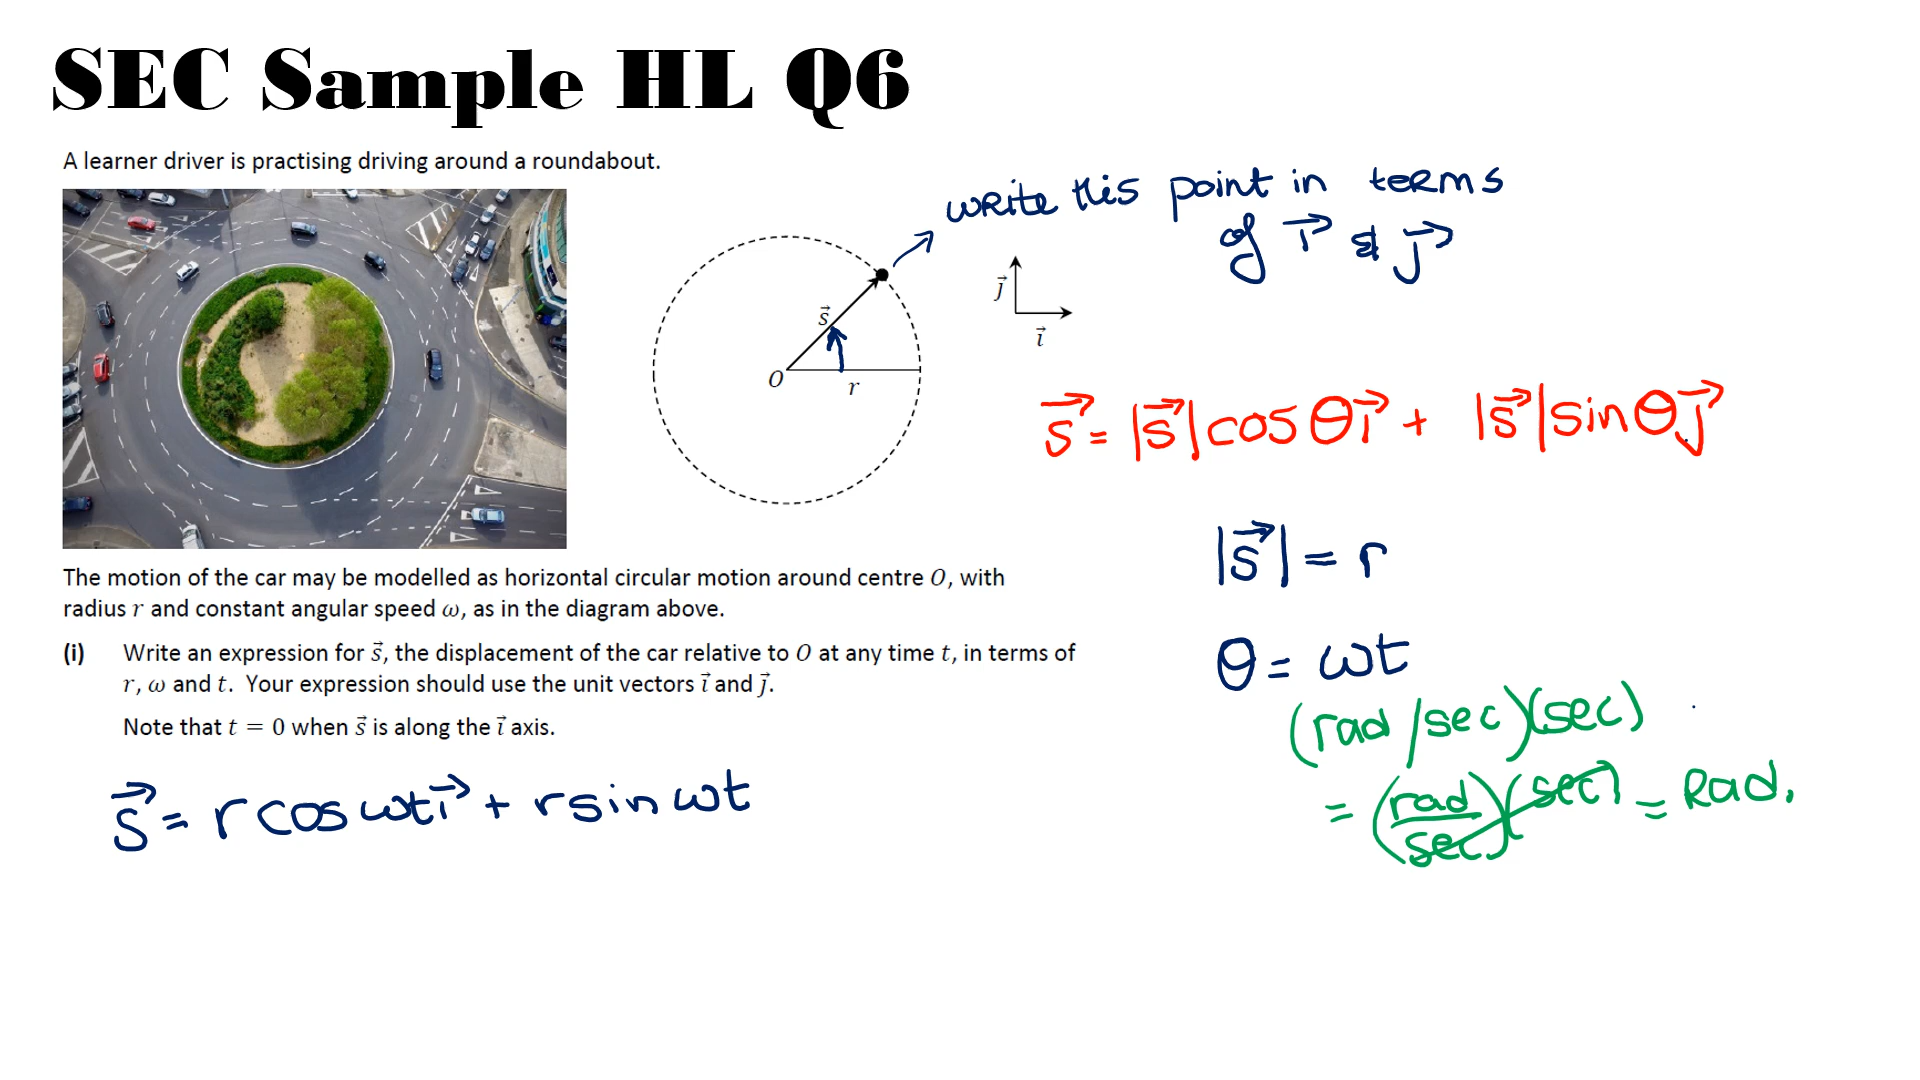 SEC Sample HL Q6
A learner driver is practising driving around a roundabout.
write this point in terms
of i⃗ & j⃗
s⃗
O
r
j⃗
i⃗
s⃗ = |s⃗| cos θ i⃗ + |s⃗| sin θ j⃗
|s⃗| = r
θ = ωt
(rad/sec)(sec)
= (rad/sec)(sec) = Rad.
The motion of the car may be modelled as horizontal circular motion around centre O, with
radius r and constant angular speed ω, as in the diagram above.
(i) Write an expression for s⃗, the displacement of the car relative to O at any time t, in terms of
r, ω and t. Your expression should use the unit vectors i⃗ and j⃗.
Note that t = 0 when s⃗ is along the i⃗ axis.
s⃗ = r cos ωt i⃗ + r sin ωt